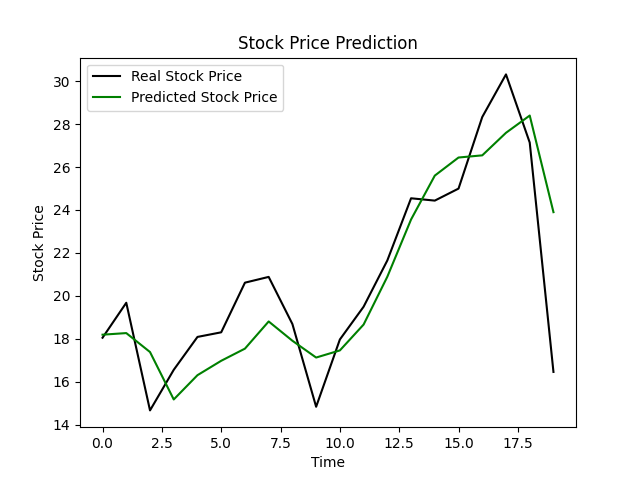 Stock Price Prediction
Real Stock Price
Predicted Stock Price
Stock Price
30
28
26
24
22
20
18
16
14
0.0 2.5 5.0 7.5 10.0 12.5 15.0 17.5
Time